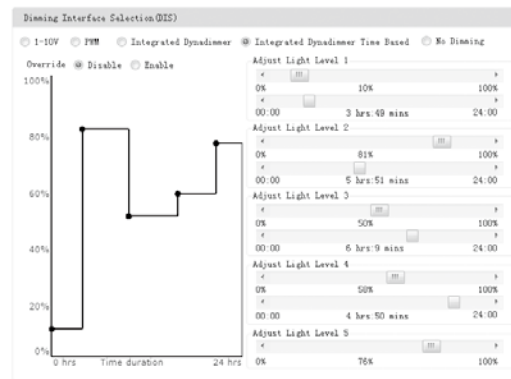 Dimming Interface Selection(DIS)
1-10V PWM Integrated Dynadimmer Integrated Dynadimmer Time Based No Dimming
Override Disable Enable
100%
80%
60%
40%
20%
0%
0 hrs Time duration 24 hrs
Adjust Light Level 1
0% 10% 100%
00:00 3 hrs:49 mins 24:00
Adjust Light Level 2
0% 81% 100%
00:00 5 hrs:51 mins 24:00
Adjust Light Level 3
0% 50% 100%
00:00 6 hrs:9 mins 24:00
Adjust Light Level 4
0% 58% 100%
00:00 4 hrs:50 mins 24:00
Adjust Light Level 5
0% 76% 100%